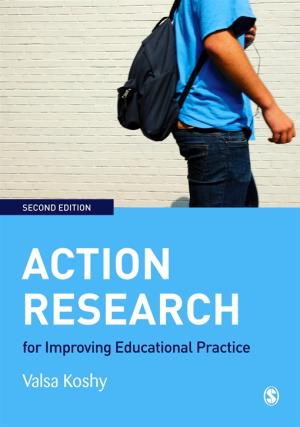 SECOND EDITION
ACTION
RESEARCH
for Improving Educational Practice
Valsa Koshy
S